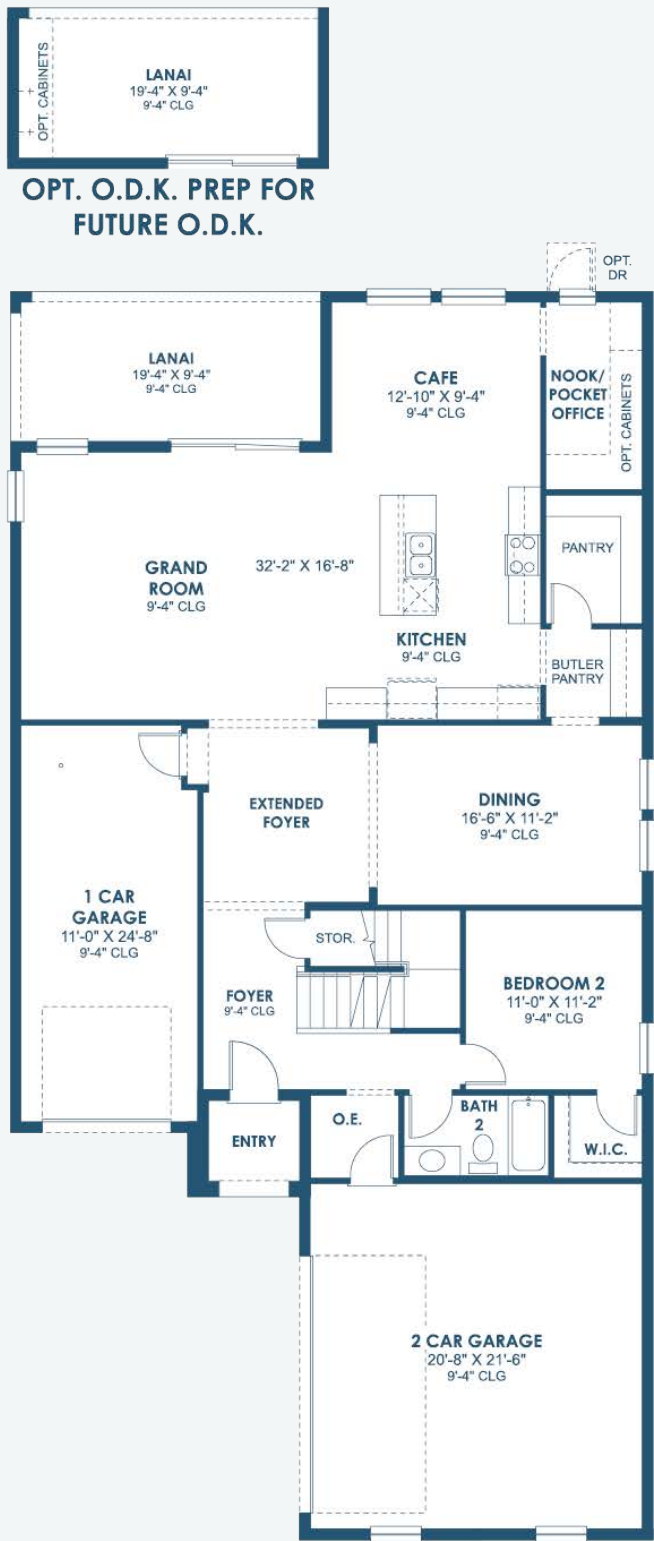 OPT. CABINETS
LANAI
19'-4" X 9'-4"
9'-4" CLG
OPT. O.D.K. PREP FOR
FUTURE O.D.K.
OPT.
DR
LANAI
19'-4" X 9'-4"
9'-4" CLG
CAFE
12'-10" X 9'-4"
9'-4" CLG
NOOK/
POCKET
OFFICE
OPT. CABINETS
GRAND
ROOM
9'-4" CLG
32'-2" X 16'-8"
PANTRY
KITCHEN
9'-4" CLG
BUTLER
PANTRY
EXTENDED
FOYER
DINING
16'-6" X 11'-2"
9'-4" CLG
1 CAR
GARAGE
11'-0" X 24'-8"
9'-4" CLG
STOR.
FOYER
9'-4" CLG
BEDROOM 2
11'-0" X 11'-2"
9'-4" CLG
ENTRY
O.E.
BATH
2
W.I.C.
2 CAR GARAGE
20'-8" X 21'-6"
9'-4" CLG